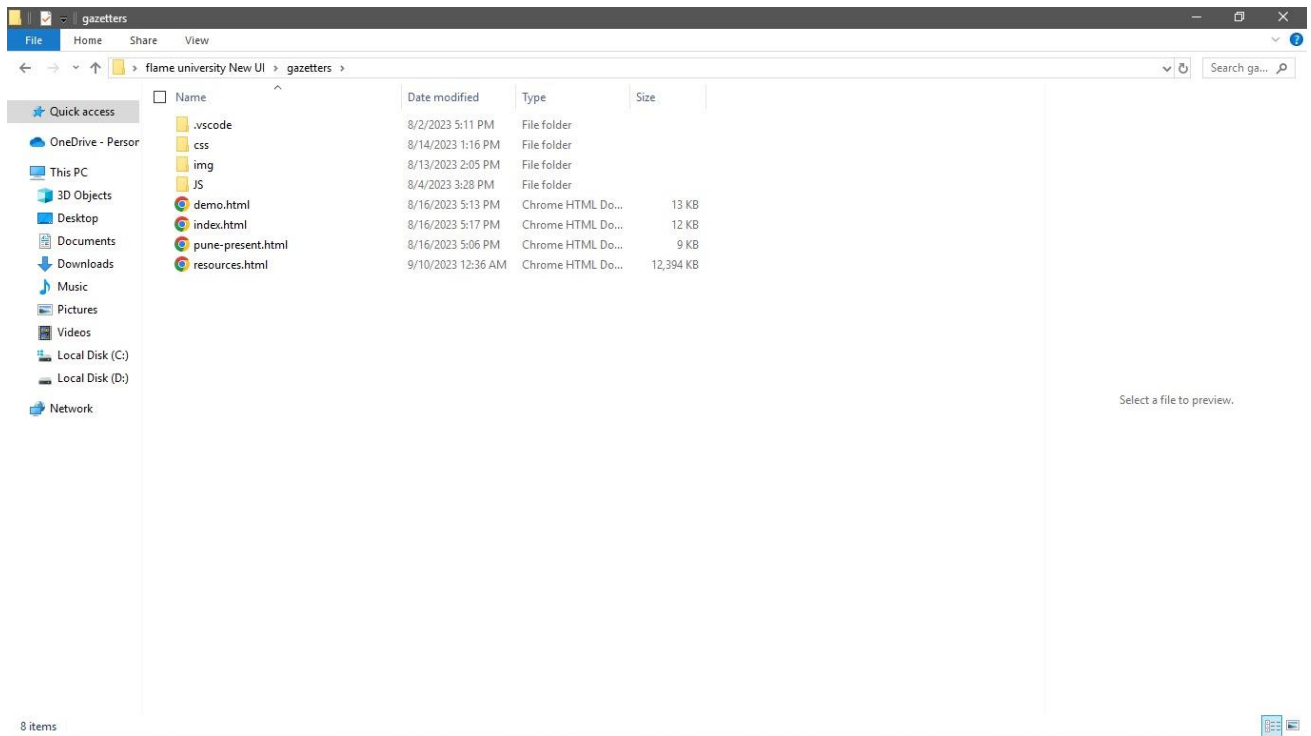 gazetters
File Home Share View
flame university New UI > gazetters >
Search ga...
Name Date modified Type Size
Quick access
OneDrive - Person
This PC
3D Objects
Desktop
Documents
Downloads
Music
Pictures
Videos
Local Disk (C:)
Local Disk (D:)
Network
.vscode 8/2/2023 5:11 PM File folder
css 8/14/2023 1:16 PM File folder
img 8/13/2023 2:05 PM File folder
JS 8/4/2023 3:28 PM File folder
demo.html 8/16/2023 5:13 PM Chrome HTML Do... 13 KB
index.html 8/16/2023 5:17 PM Chrome HTML Do... 12 KB
pune-present.html 8/16/2023 5:06 PM Chrome HTML Do... 9 KB
resources.html 9/10/2023 12:36 AM Chrome HTML Do... 12,394 KB
Select a file to preview.
8 items